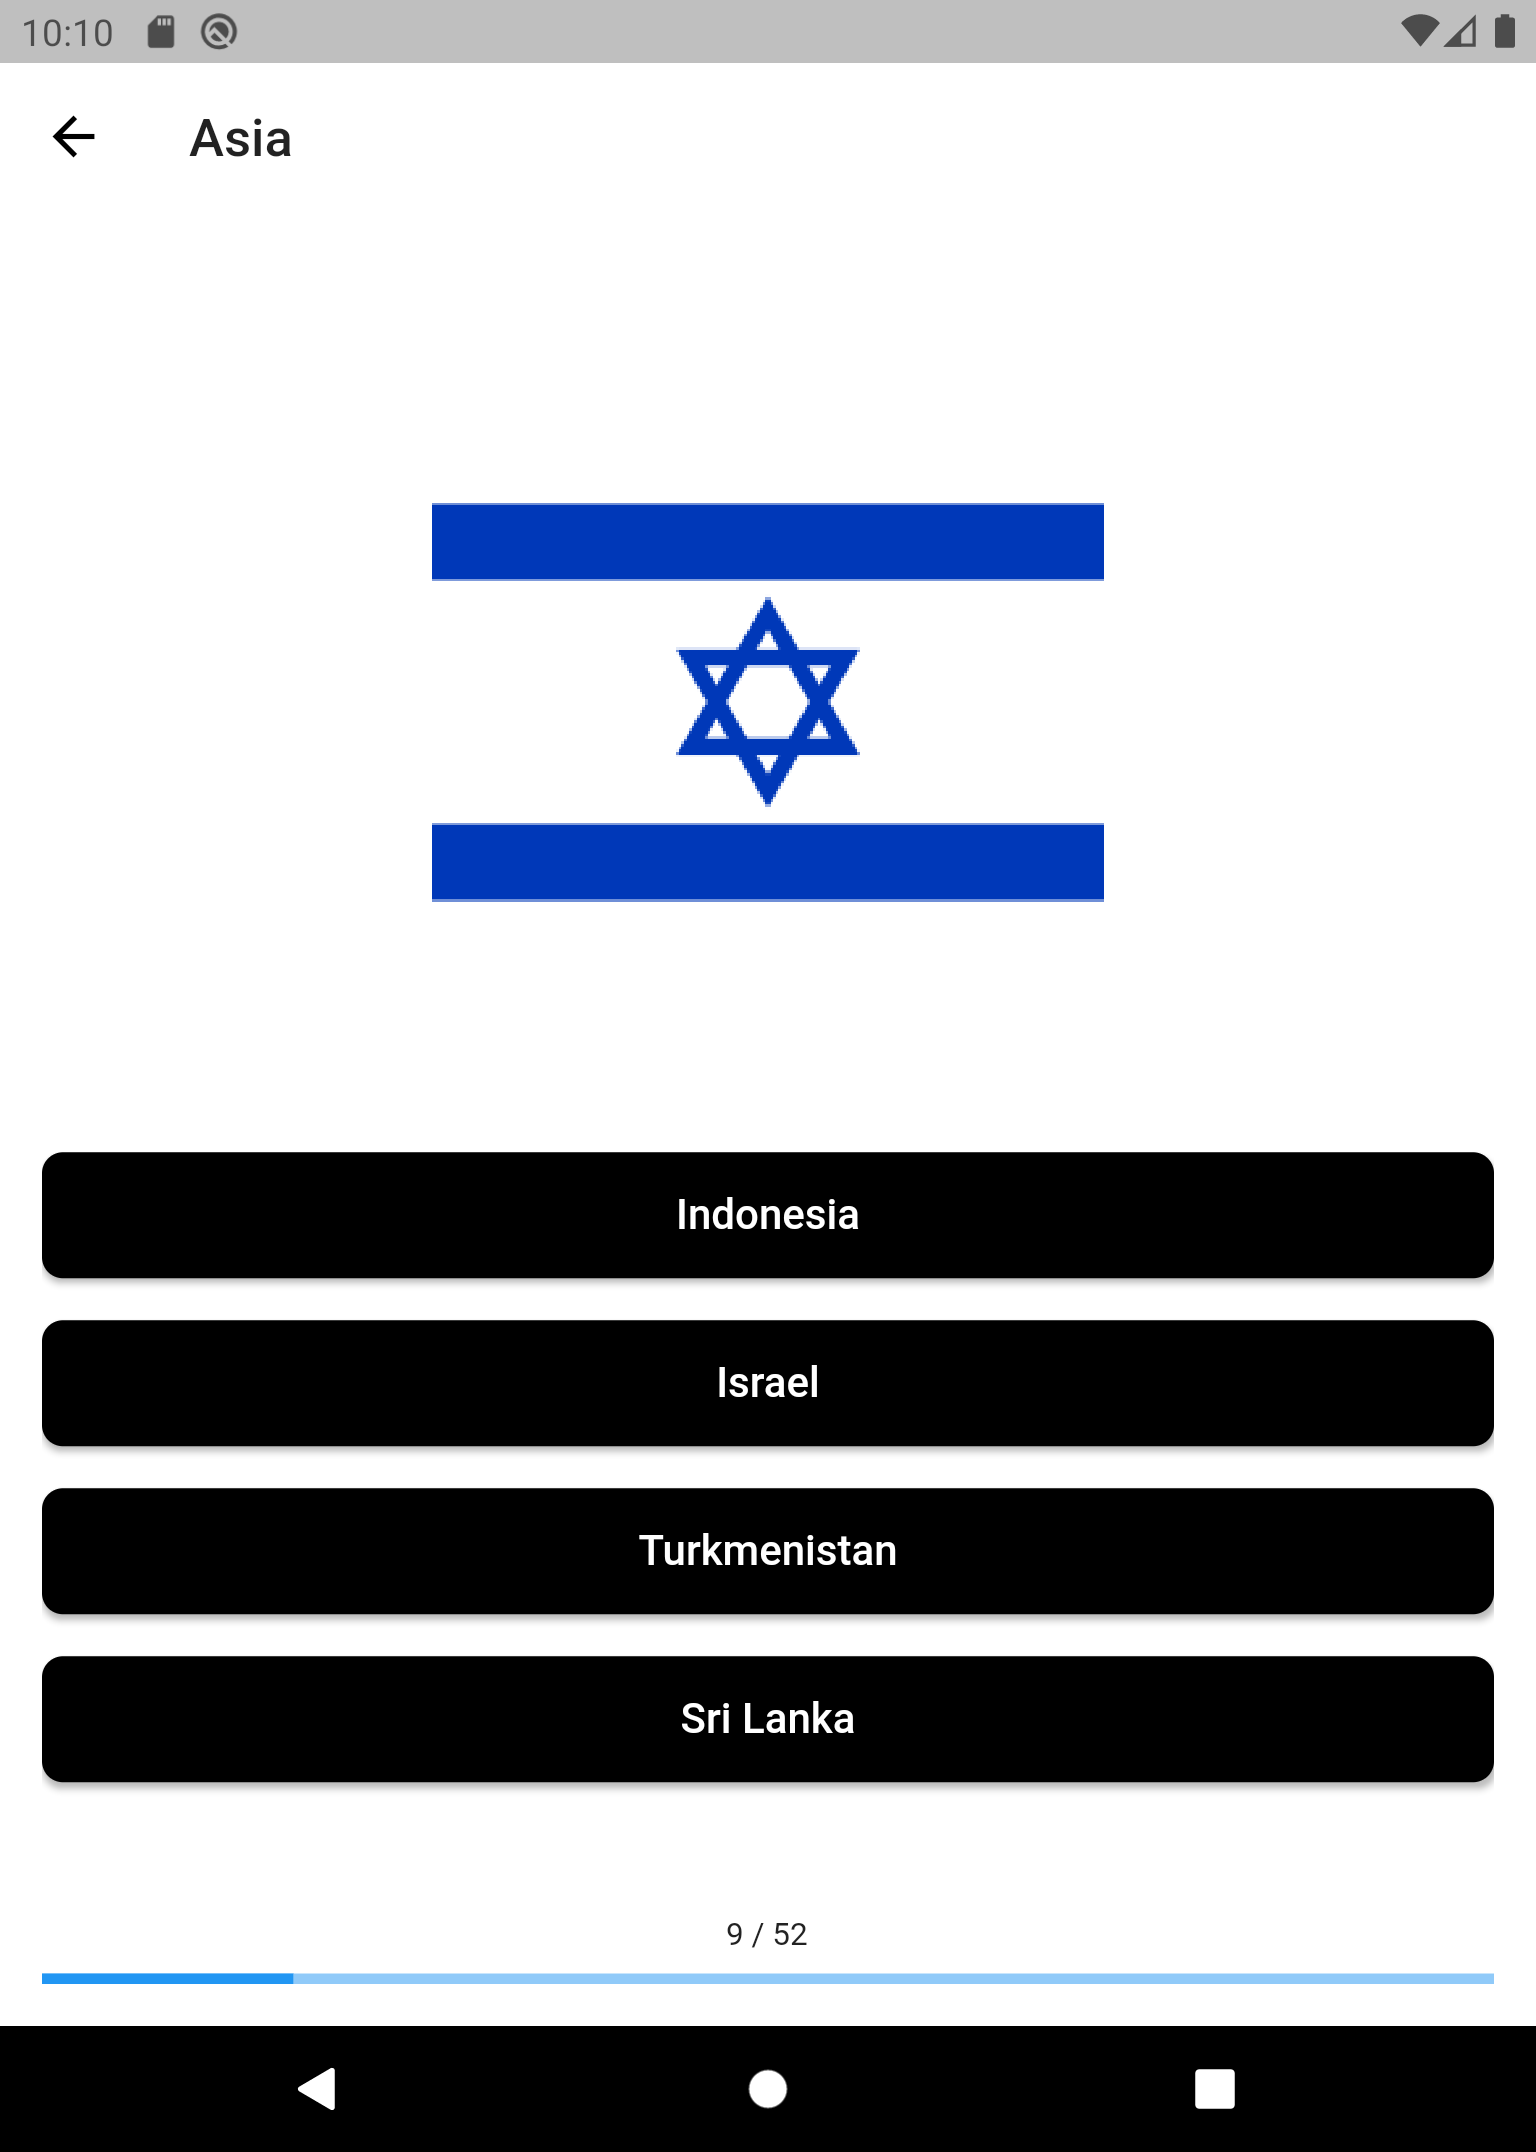 10:10
Asia
Indonesia
Israel
Turkmenistan
Sri Lanka
9 / 52